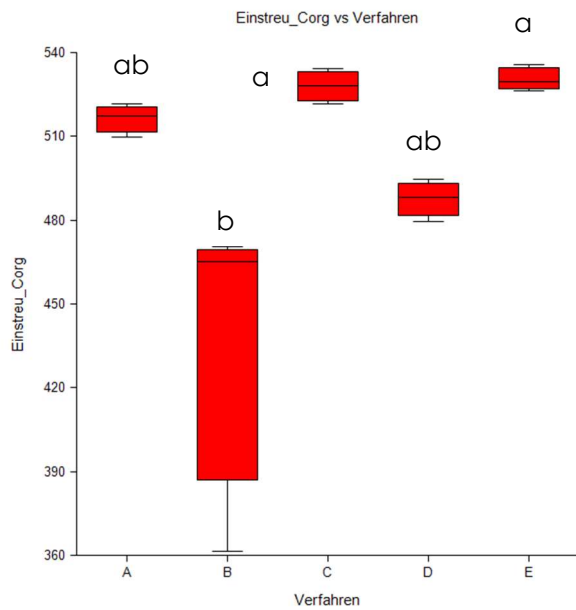 Einstreu_Corg vs Verfahren
540
510
480
450
420
390
360
Einstreu_Corg
ab
b
a
ab
a
A B C D E
Verfahren